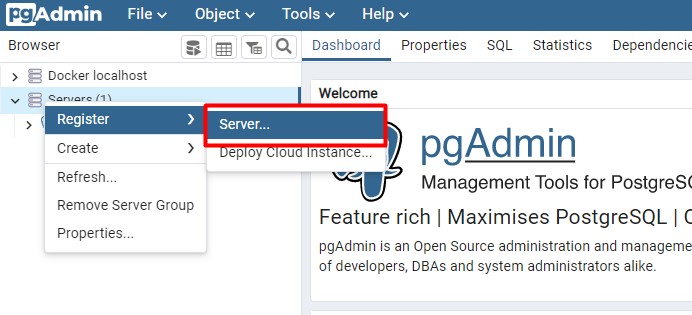 pgAdmin File Object Tools Help
Browser
Dashboard Properties SQL Statistics Dependencie
Docker localhost
Servers (1)
Welcome
Register
Server...
Create
Deploy Cloud Instance...
Refresh...
Remove Server Group
Properties...
pgAdmin
Management Tools for PostgreSQ
Feature rich | Maximises PostgreSQL |
pgAdmin is an Open Source administration and manageme
of developers, DBAs and system administrators alike.